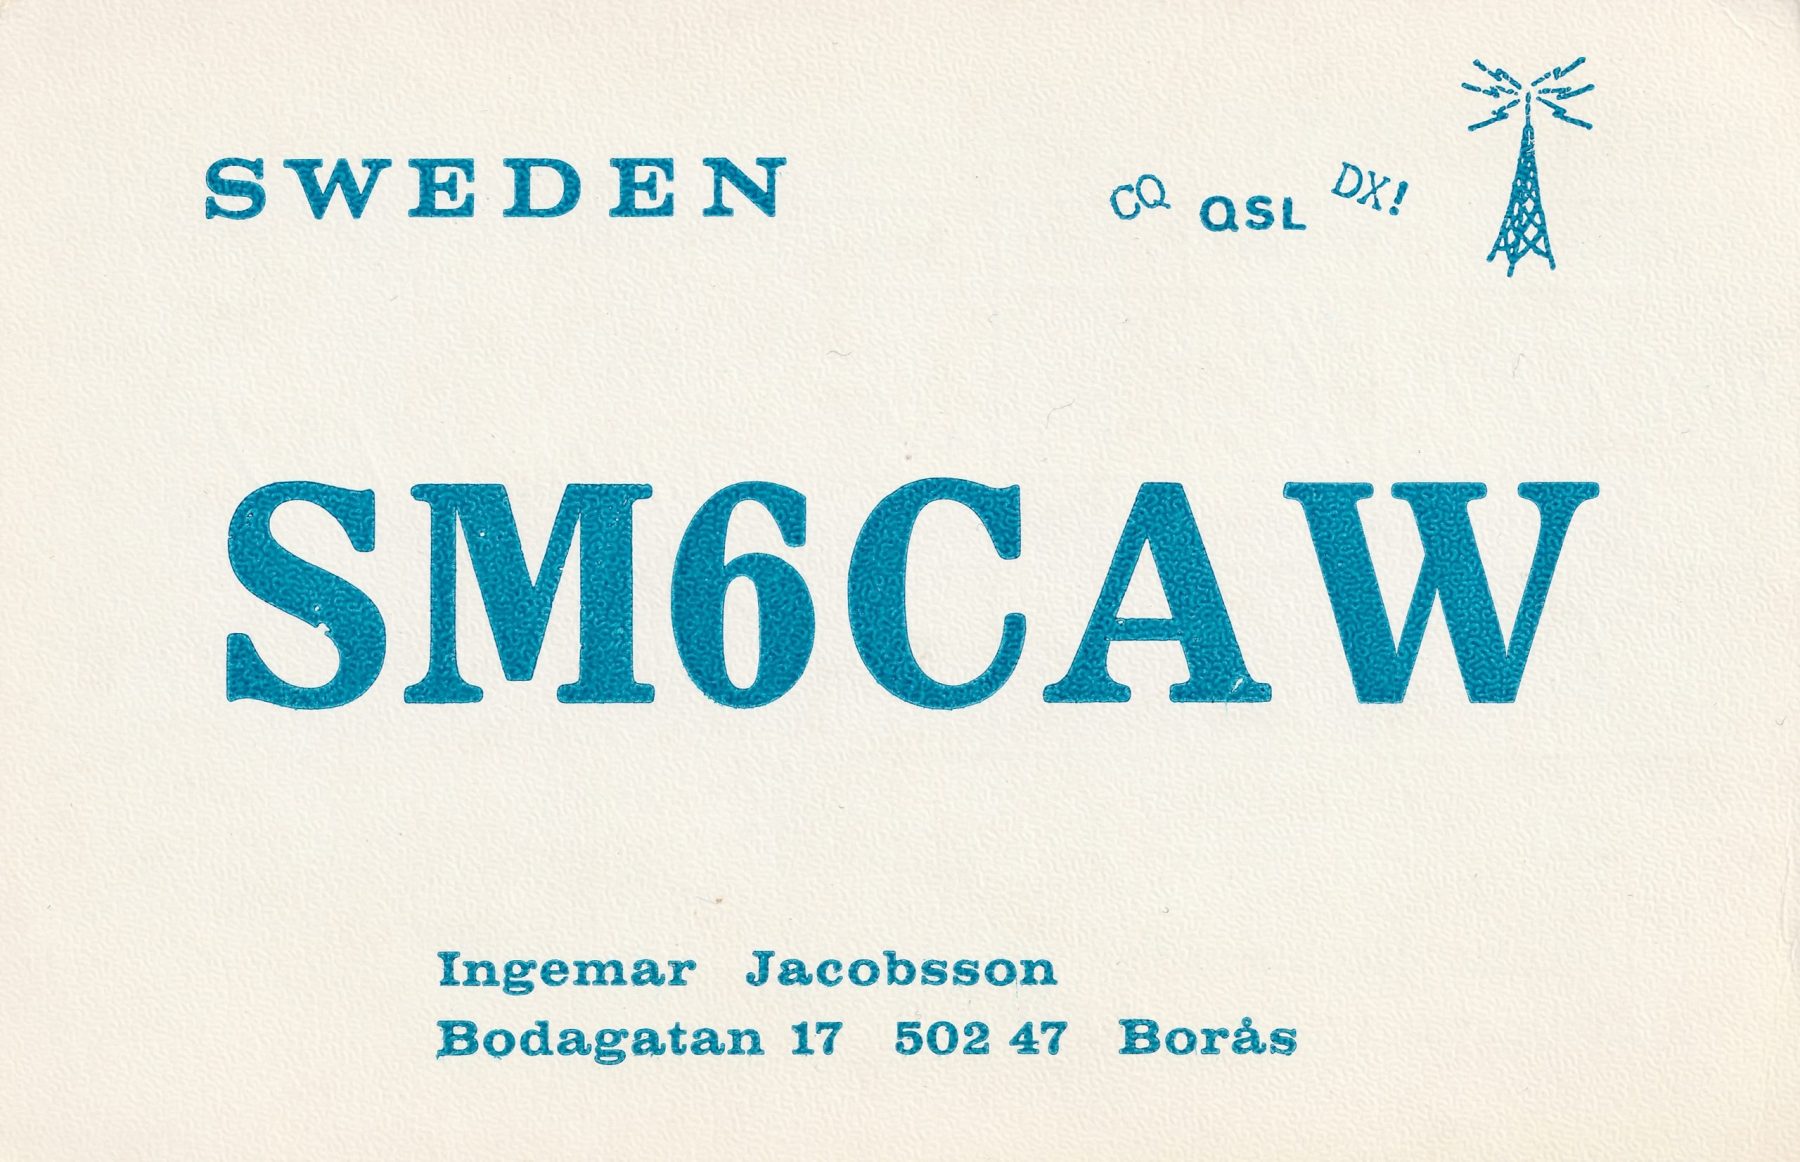 SWEDEN
CQ QSL DX!
SM6CAW
Ingemar Jacobsson
Bodagatan 17 502 47 Borås